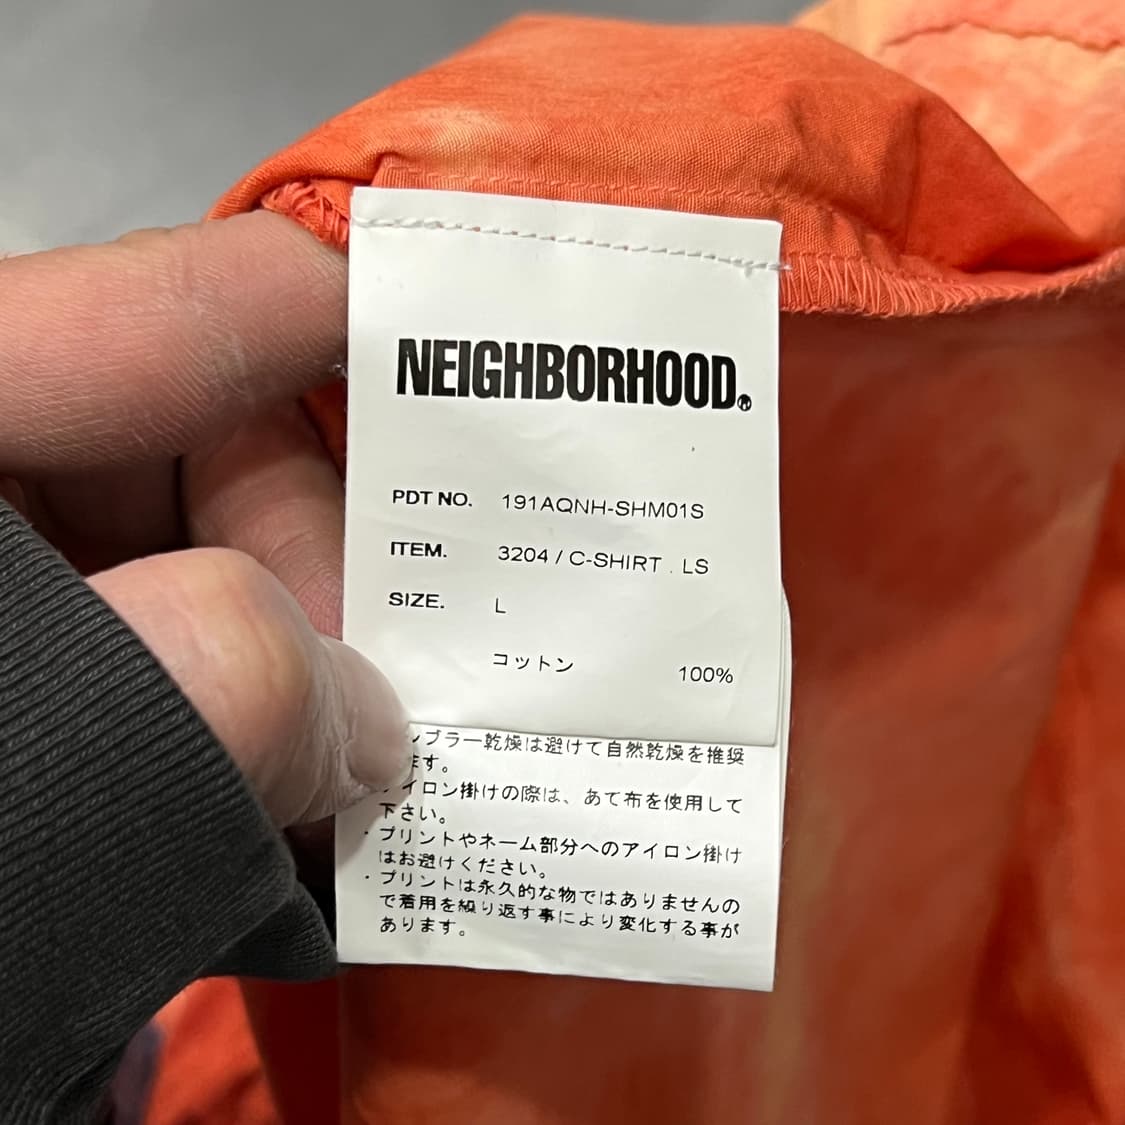 NEIGHBORHOOD®
PDT NO. 191AQNH-SHM01S
ITEM. 3204 / C-SHIRT . LS
SIZE. L
コットン 100%
ンブラー乾燥は避けて自然乾燥を推奨
ます。
アイロン掛けの際は、あて布を使用して
下さい。
・プリントやネーム部分へのアイロン掛け
はお避けください。
・プリントは永久的な物ではありませんの
で着用を繰り返す事により変化する事が
あります。